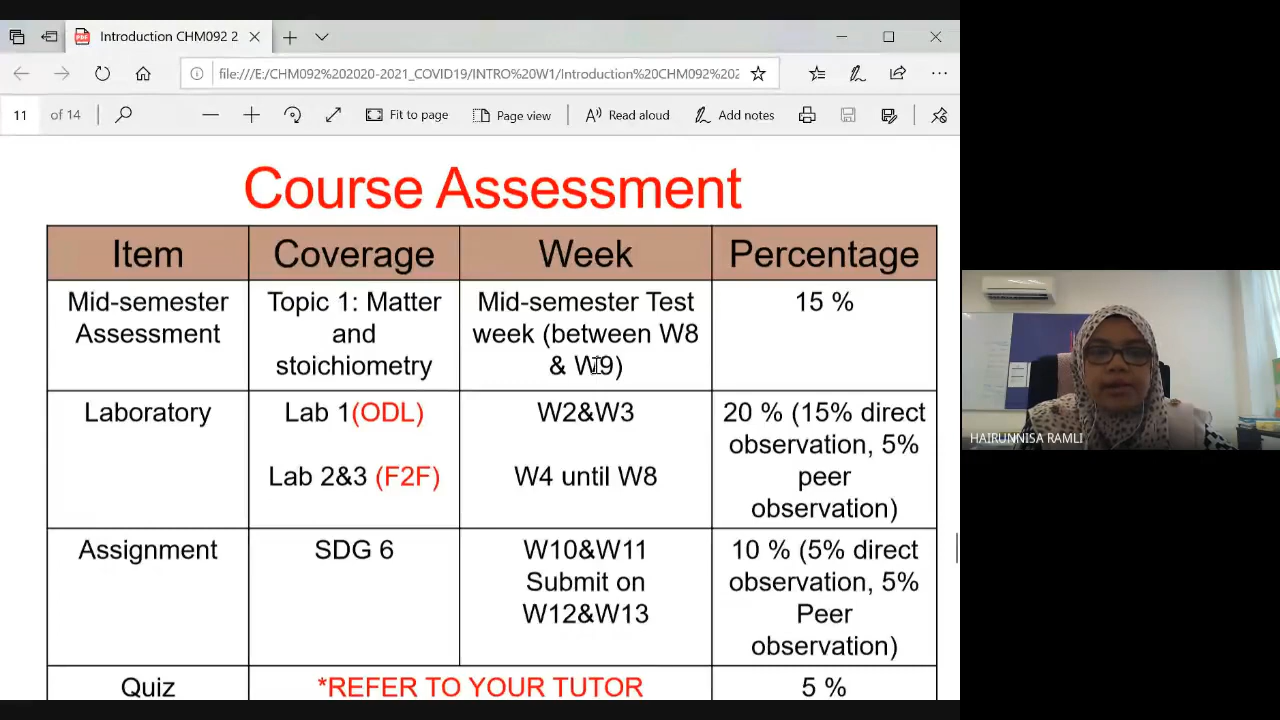 Introduction CHM092 2
file:///E:/CHM092%202020-2021_COVID19/INTRO%20W1/Introduction%20CHM092%202
11 of 14
Fit to page
Page view
Read aloud
Add notes
Course Assessment
Item
Coverage
Week
Percentage
Mid-semester
Assessment
Topic 1: Matter
and
stoichiometry
Mid-semester Test
week (between W8
& W9)
15 %
Laboratory
Lab 1(ODL)
Lab 2&3 (F2F)
W2&W3
W4 until W8
20 % (15% direct
observation, 5%
peer
observation)
Assignment
SDG 6
W10&W11
Submit on
W12&W13
10 % (5% direct
observation, 5%
Peer
observation)
Quiz
*REFER TO YOUR TUTOR
5 %
HAIRUNNISA RAMLI